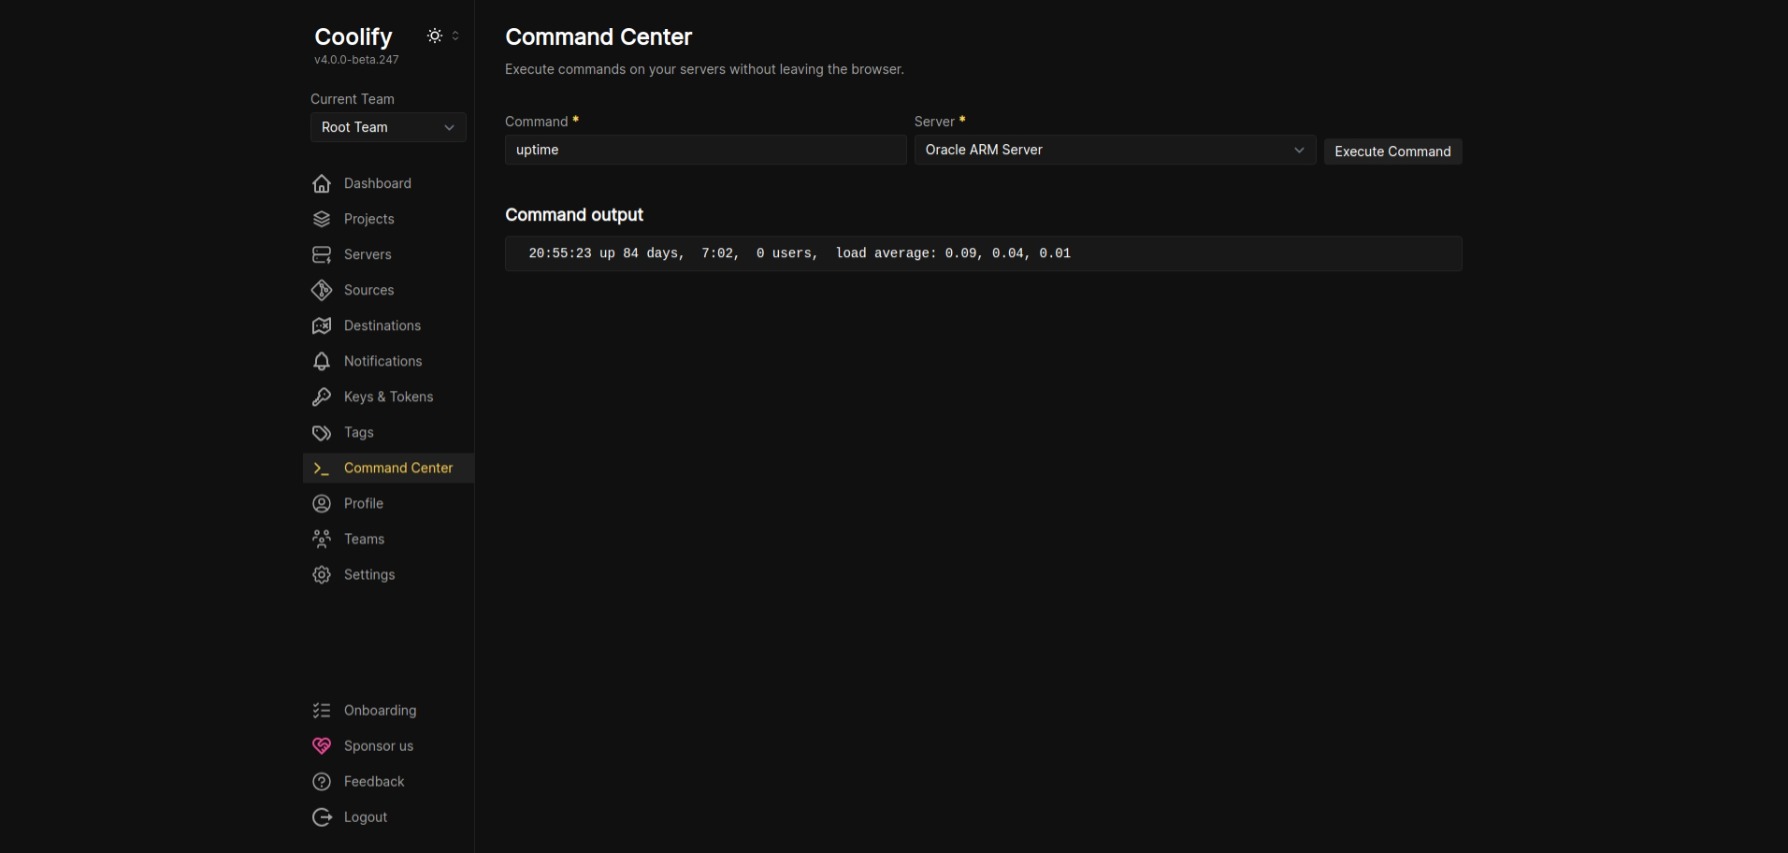 Coolify
v4.0.0-beta.247
Current Team
Root Team
Dashboard
Projects
Servers
Sources
Destinations
Notifications
Keys & Tokens
Tags
Command Center
Profile
Teams
Settings
Onboarding
Sponsor us
Feedback
Logout
Command Center
Execute commands on your servers without leaving the browser.
Command *
uptime
Server *
Oracle ARM Server
Execute Command
Command output
20:55:23 up 84 days,  7:02,  0 users,  load average: 0.09, 0.04, 0.01